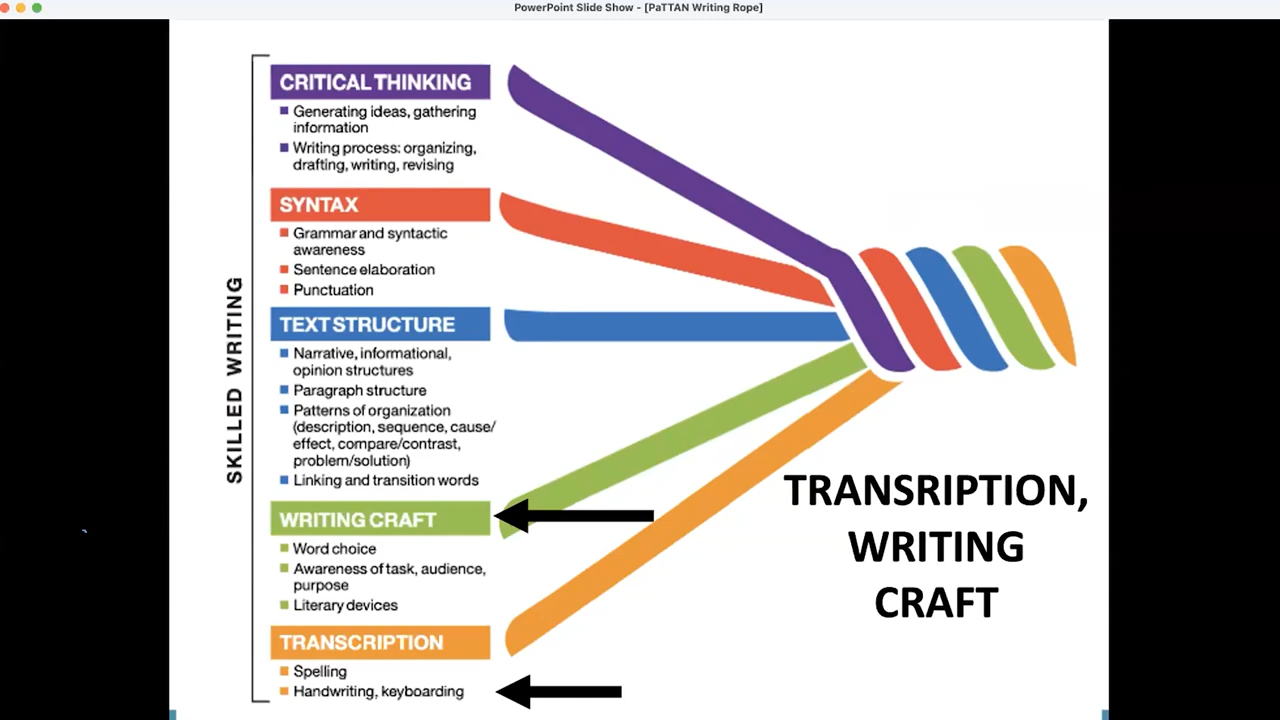 PowerPoint Slide Show - [PaTTAN Writing Rope]
SKILLED WRITING
CRITICAL THINKING
Generating ideas, gathering
information
Writing process: organizing,
drafting, writing, revising
SYNTAX
Grammar and syntactic
awareness
Sentence elaboration
Punctuation
TEXT STRUCTURE
Narrative, informational,
opinion structures
Paragraph structure
Patterns of organization
(description, sequence, cause/
effect, compare/contrast,
problem/solution)
Linking and transition words
WRITING CRAFT
Word choice
Awareness of task, audience,
purpose
Literary devices
TRANSCRIPTION
Spelling
Handwriting, keyboarding
TRANSRIPTION,
WRITING
CRAFT